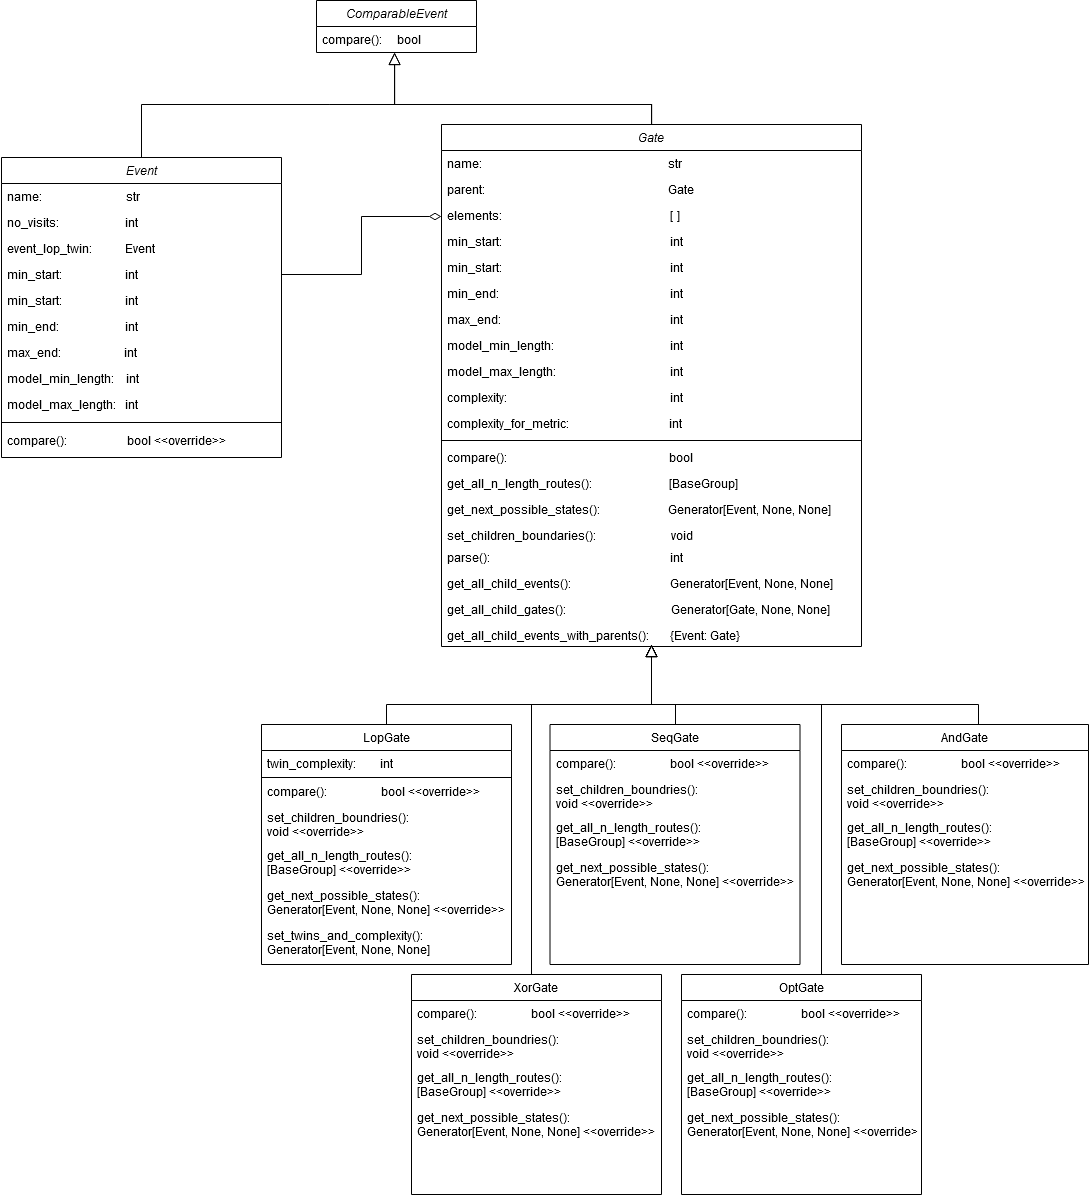 ComparableEvent
compare(): bool
Event
name: str
no_visits: int
event_lop_twin: Event
min_start: int
min_start: int
min_end: int
max_end: int
model_min_length: int
model_max_length: int
compare(): bool <<override>>
Gate
name: str
parent: Gate
elements: [ ]
min_start: int
min_start: int
min_end: int
max_end: int
model_min_length: int
model_max_length: int
complexity: int
complexity_for_metric: int
compare(): bool
get_all_n_length_routes(): [BaseGroup]
get_next_possible_states(): Generator[Event, None, None]
set_children_boundaries(): void
parse(): int
get_all_child_events(): Generator[Event, None, None]
get_all_child_gates(): Generator[Gate, None, None]
get_all_child_events_with_parents(): {Event: Gate}
LopGate
twin_complexity: int
compare(): bool <<override>>
set_children_boundries():
void <<override>>
get_all_n_length_routes():
[BaseGroup] <<override>>
get_next_possible_states():
Generator[Event, None, None] <<override>>
set_twins_and_complexity():
Generator[Event, None, None]
SeqGate
compare(): bool <<override>>
set_children_boundries():
void <<override>>
get_all_n_length_routes():
[BaseGroup] <<override>>
get_next_possible_states():
Generator[Event, None, None] <<override>>
AndGate
compare(): bool <<override>>
set_children_boundries():
void <<override>>
get_all_n_length_routes():
[BaseGroup] <<override>>
get_next_possible_states():
Generator[Event, None, None] <<override>>
XorGate
compare(): bool <<override>>
set_children_boundries():
void <<override>>
get_all_n_length_routes():
[BaseGroup] <<override>>
get_next_possible_states():
Generator[Event, None, None] <<override>>
OptGate
compare(): bool <<override>>
set_children_boundries():
void <<override>>
get_all_n_length_routes():
[BaseGroup] <<override>>
get_next_possible_states():
Generator[Event, None, None] <<override>